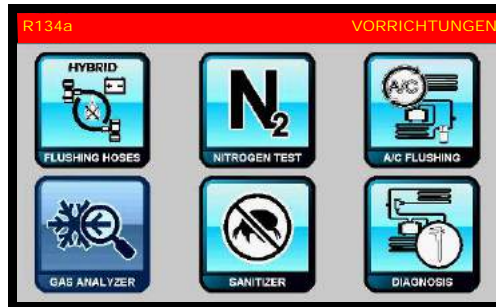 R134a VORRICHTUNGEN
HYBRID
FLUSHING HOSES
N2
NITROGEN TEST
A/C
A/C FLUSHING
GAS ANALYZER
SANITIZER
DIAGNOSIS